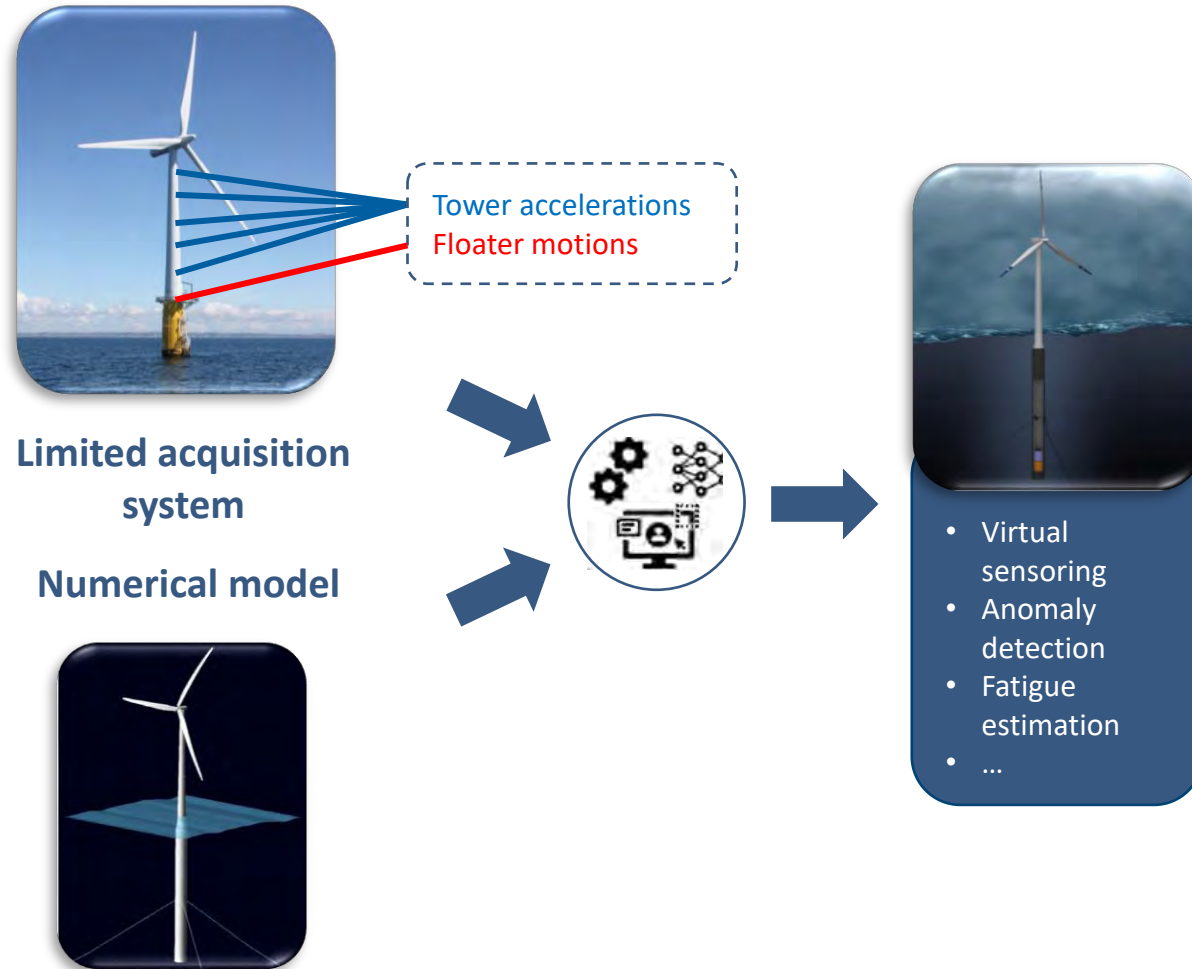 Tower accelerations
Floater motions
Limited acquisition
system
Numerical model
• Virtual
sensoring
• Anomaly
detection
• Fatigue
estimation
• …